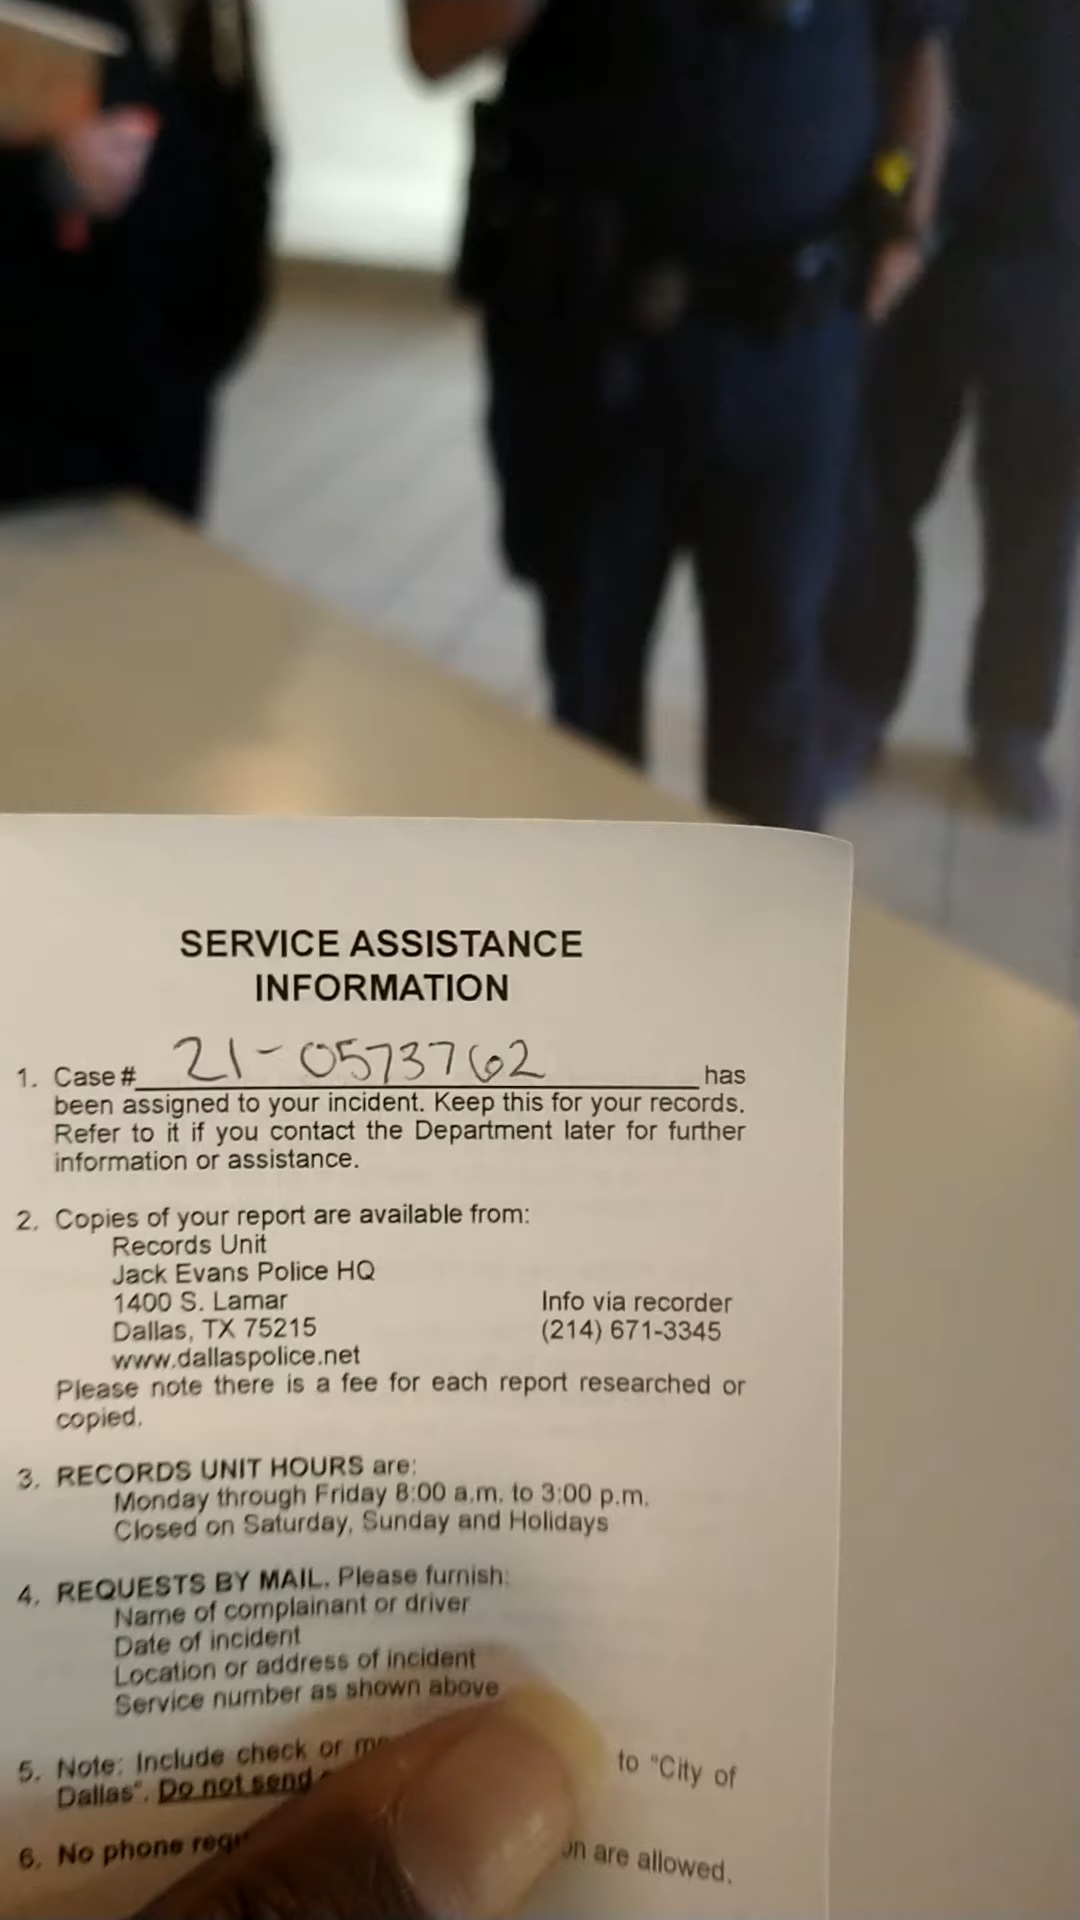 SERVICE ASSISTANCE
INFORMATION
1. Case # 21-0573762 has
been assigned to your incident. Keep this for your records.
Refer to it if you contact the Department later for further
information or assistance.
2. Copies of your report are available from:
Records Unit
Jack Evans Police HQ
1400 S. Lamar
Dallas, TX 75215
www.dallaspolice.net
Info via recorder
(214) 671-3345
Please note there is a fee for each report researched or
copied.
3. RECORDS UNIT HOURS are:
Monday through Friday 8:00 a.m. to 3:00 p.m.
Closed on Saturday, Sunday and Holidays
4. REQUESTS BY MAIL. Please furnish:
Name of complainant or driver
Date of incident
Location or address of incident
Service number as shown above
5. Note: Include check or to "City of
Dallas". Do not send
6. No phone are allowed.